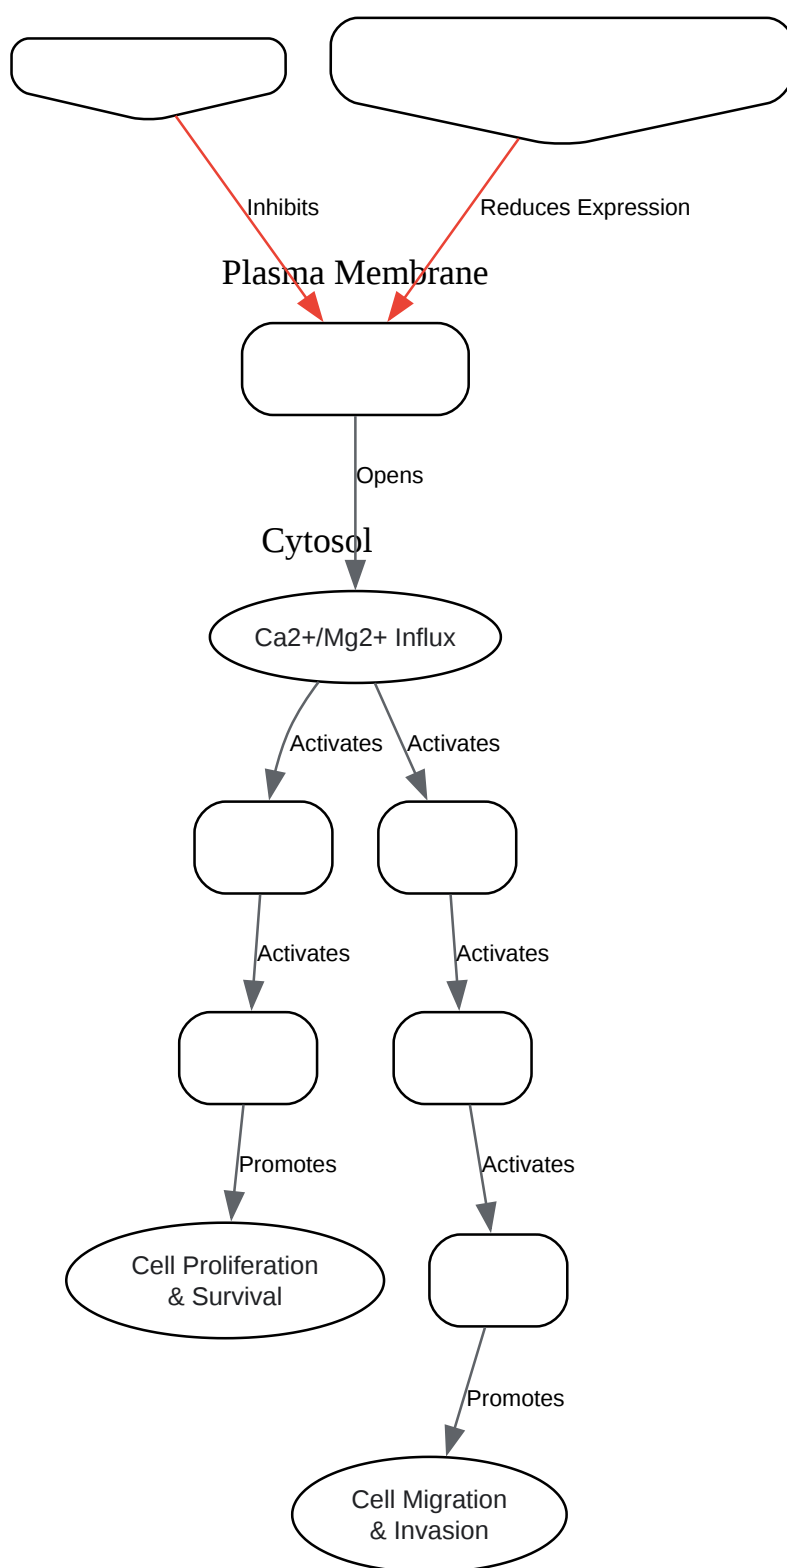 Inhibits
Reduces Expression
Plasma Membrane
Opens
Cytosol
Ca2+/Mg2+ Influx
Activates
Activates
Activates
Activates
Promotes
Activates
Cell Proliferation
& Survival
Promotes
Cell Migration
& Invasion